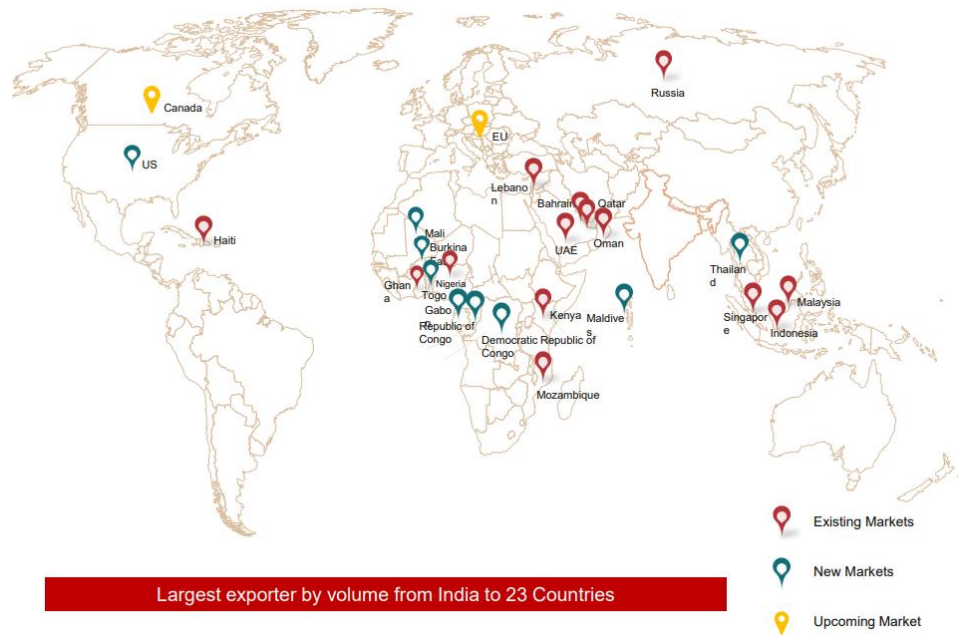 Russia
Canada
EU
US
Lebano
n
Bahrain
Qatar
Haiti
Mali
UAE
Oman
Burkina
Fa
Thailan
d
Ghan
a
Nigeria
Togo
Gabo
n
Republic of
Congo
Kenya
Maldive
s
Singapor
e
Malaysia
Indonesia
Democratic Republic of
Congo
Mozambique
Existing Markets
New Markets
Upcoming Market
Largest exporter by volume from India to 23 Countries